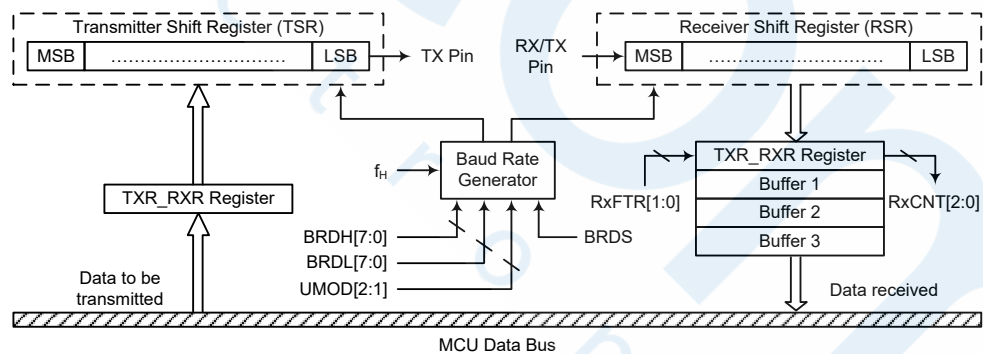 Transmitter Shift Register (TSR)
MSB ................................ LSB
TX Pin
RX/TX
Pin
Receiver Shift Register (RSR)
MSB ................................ LSB
fH
Baud Rate
Generator
TXR_RXR Register
RxFTR[1:0]
TXR_RXR Register
Buffer 1
Buffer 2
Buffer 3
RxCNT[2:0]
BRDH[7:0]
BRDL[7:0]
UMOD[2:1]
BRDS
Data to be
transmitted
Data received
MCU Data Bus